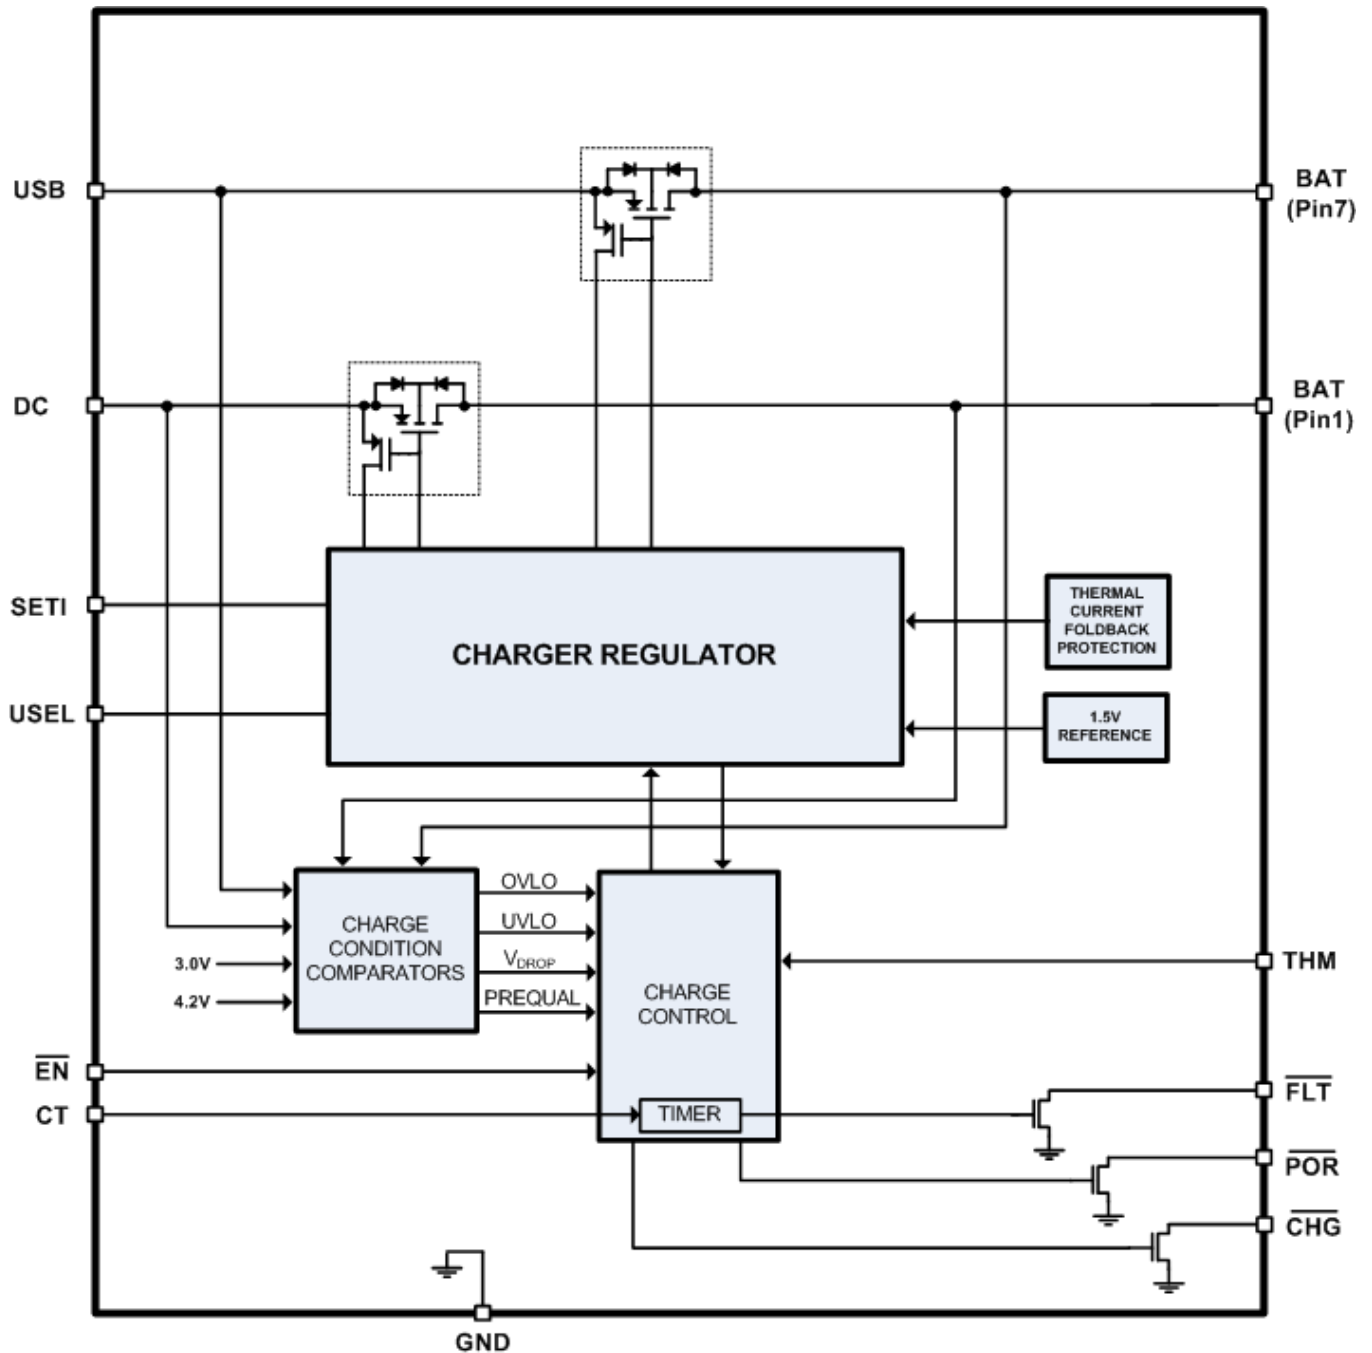 USB
BAT
(Pin7)
DC
BAT
(Pin1)
SETI
USEL
CHARGER REGULATOR
THERMAL
CURRENT
FOLDBACK
PROTECTION
1.5V
REFERENCE
CHARGE
CONDITION
COMPARATORS
3.0V
4.2V
OVLO
UVLO
VDROP
PREQUAL
CHARGE
CONTROL
THM
EN
CT
TIMER
FLT
POR
CHG
GND